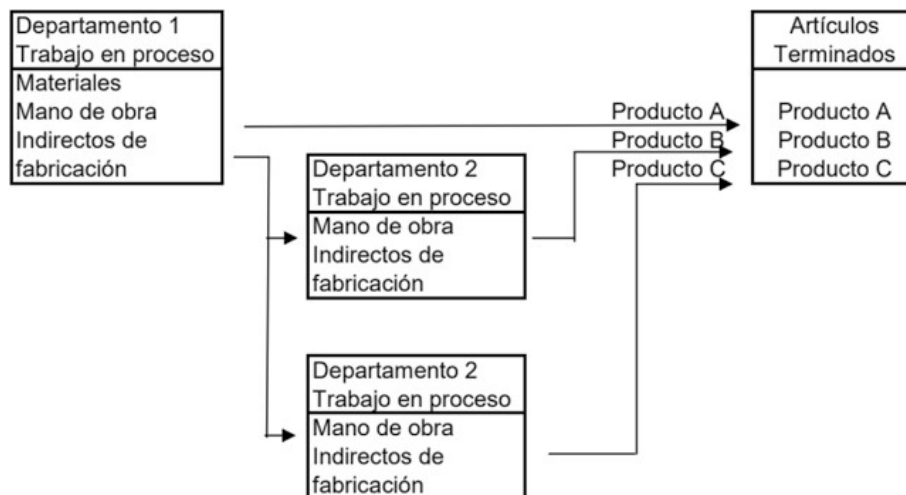 Departamento 1
Trabajo en proceso
Materiales
Mano de obra
Indirectos de
fabricación
Producto A
Producto B
Producto C
Artículos
Terminados
Producto A
Producto B
Producto C
Departamento 2
Trabajo en proceso
Mano de obra
Indirectos de
fabricación
Departamento 2
Trabajo en proceso
Mano de obra
Indirectos de
fabricación